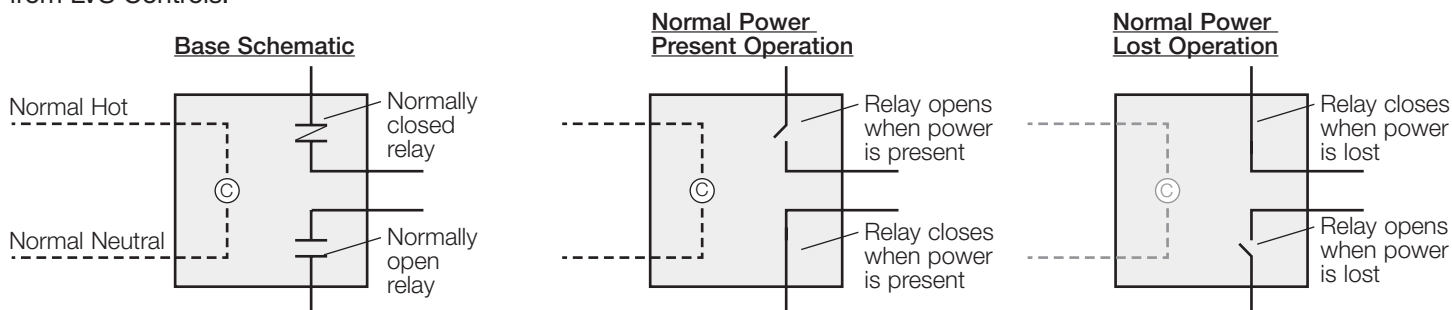 from LVS Controls.
Base Schematic
Normal Hot
Normally
closed
relay
C
Normal Neutral
Normally
open
relay
Normal Power
Present Operation
Relay opens
when power
is present
C
Relay closes
when power
is present
Normal Power
Lost Operation
Relay closes
when power
is lost
C
Relay opens
when power
is lost